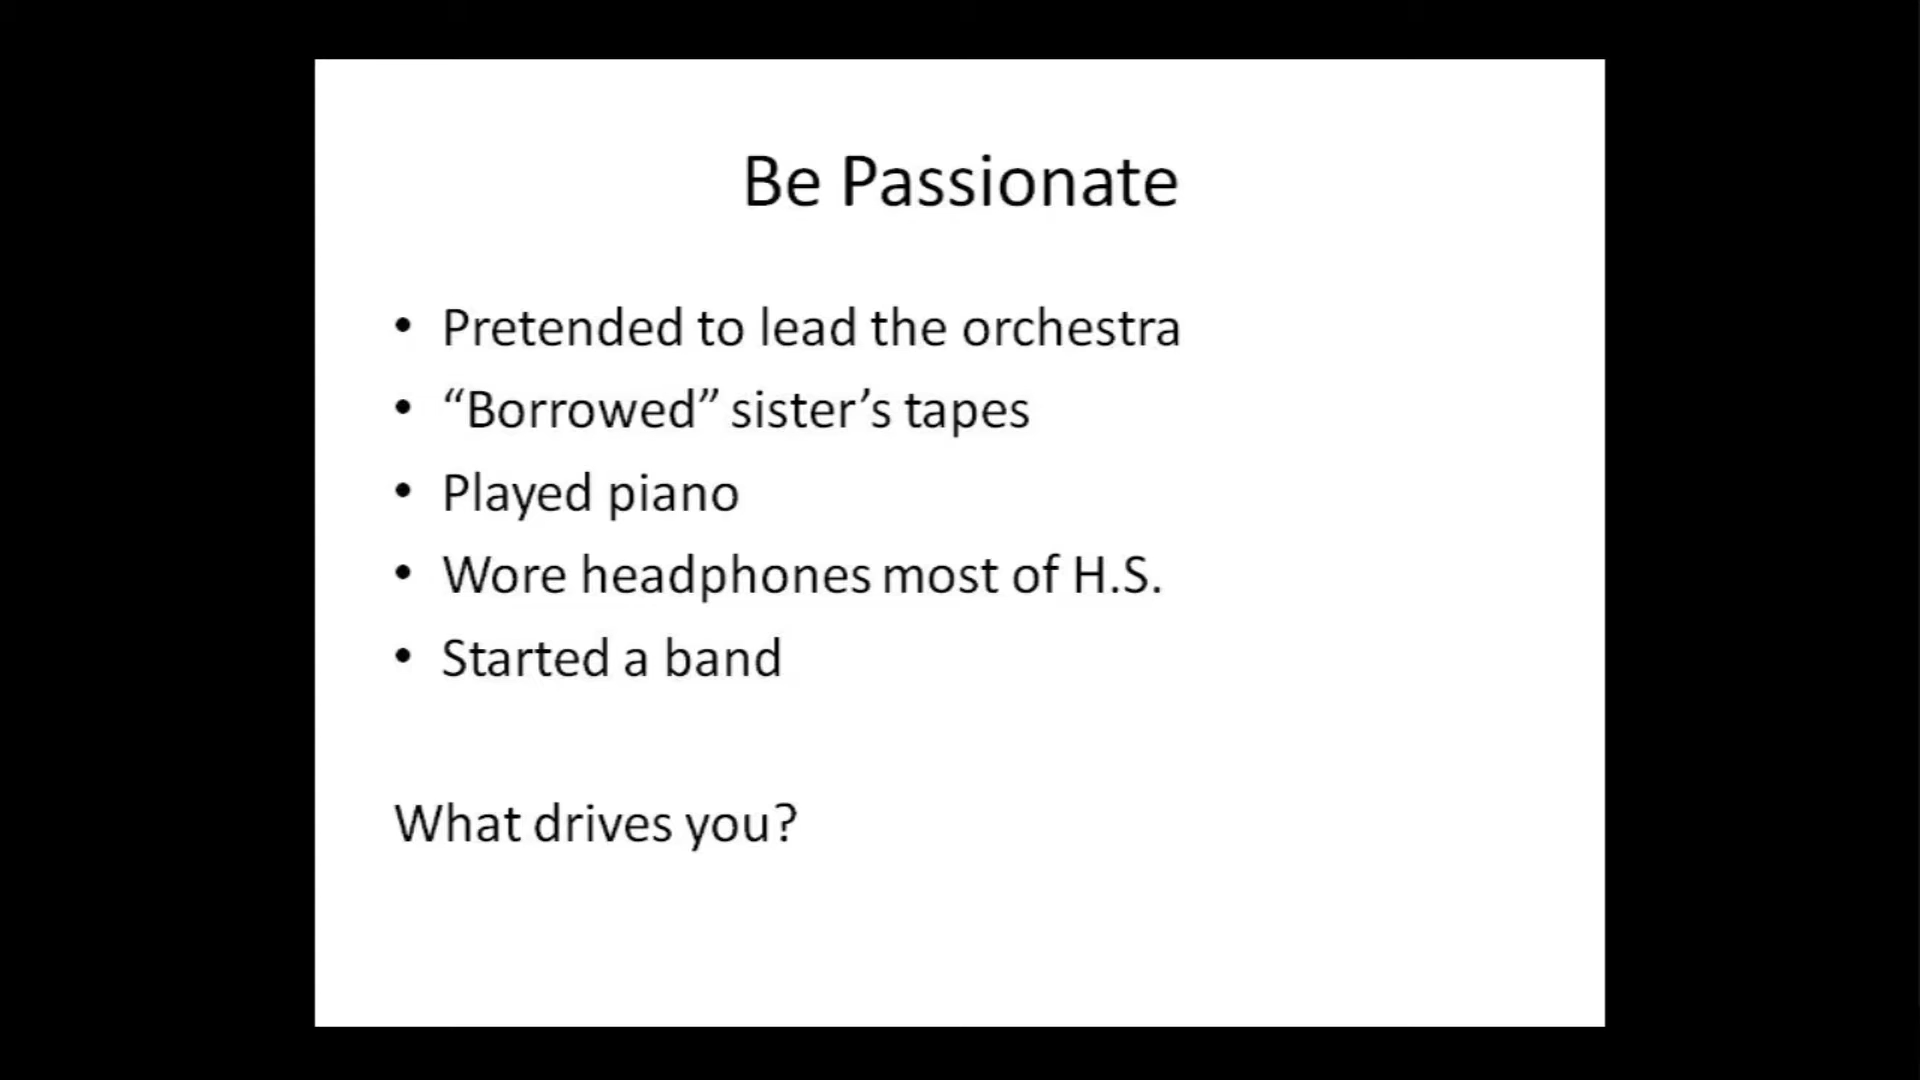 Be Passionate
• Pretended to lead the orchestra
• “Borrowed” sister’s tapes
• Played piano
• Wore headphones most of H.S.
• Started a band
What drives you?